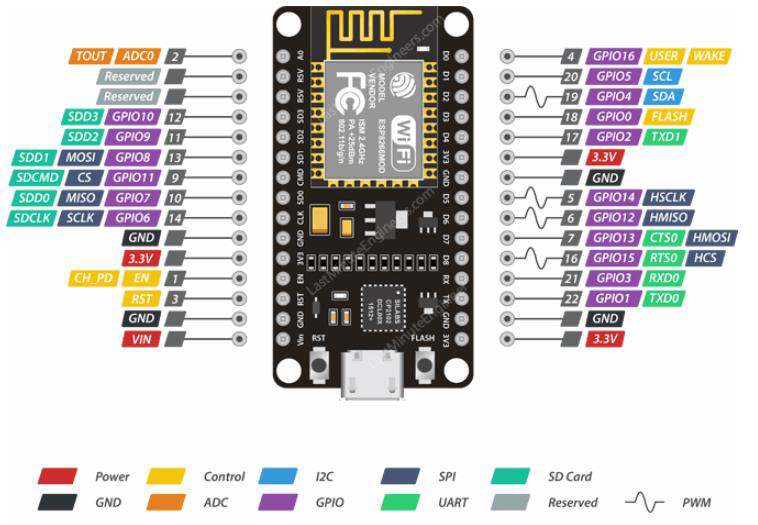 TOUT ADC0 2
Reserved
Reserved
SDD3 GPIO10 12
SDD2 GPIO9 11
SDD1 MOSI GPIO8 13
SDCMD CS GPIO11 9
SDD0 MISO GPIO7 10
SDCLK SCLK GPIO6 14
GND
3.3V
CH_PD EN 1
RST 3
GND
VIN
A0
RSV
RSV
SD3
SD2
SD1
CMD
SD0
CLK
GND
3V3
EN
RST
GND
Vin
MODEL
VENDOR
ESP8266MOD
FC
WiFi
ISM 2.4GHz
PA +25dBm
802.11b/g/n
SILABS
CP2102
DCL00X
1512+
RST
FLASH
LastMinuteEngineers.com
LastMinuteEngineers.com
D0
D1
D2
D3
D4
3V3
GND
D5
D6
D7
D8
RX
TX
GND
3V3
4 GPIO16 USER WAKE
20 GPIO5 SCL
19 GPIO4 SDA
18 GPIO0 FLASH
17 GPIO2 TXD1
3.3V
GND
5 GPIO14 HSCLK
6 GPIO12 HMISO
7 GPIO13 CTS0 HMOSI
16 GPIO15 RTS0 HCS
21 GPIO3 RXD0
22 GPIO1 TXD0
GND
3.3V
Power Control I2C SPI SD Card
GND ADC GPIO UART Reserved PWM